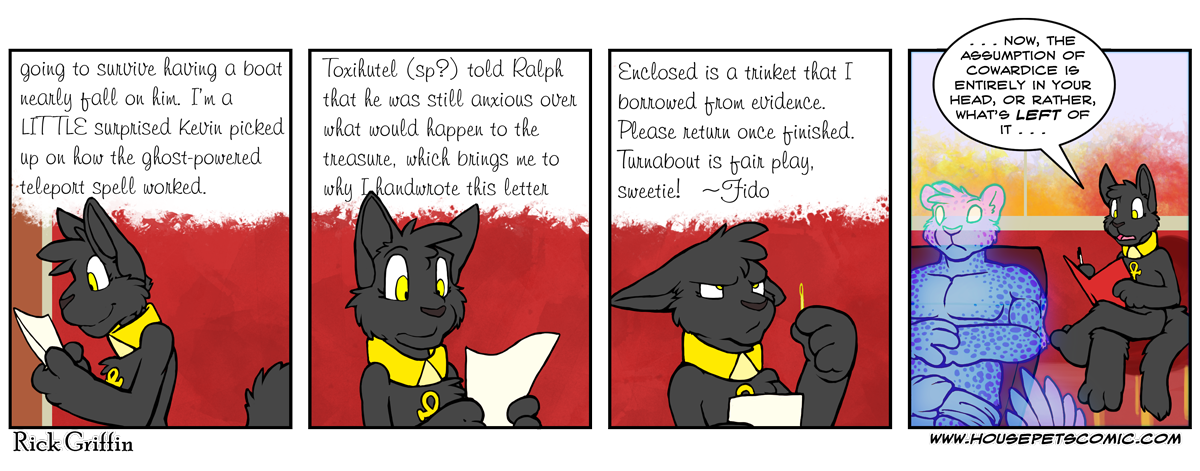 going to survive having a boat
nearly fall on him. I'm a
LITTLE surprised Kevin picked
up on how the ghost-powered
teleport spell worked.
Toxihutel (sp?) told Ralph
that he was still anxious over
what would happen to the
treasure, which brings me to
why I handwrote this letter
Enclosed is a trinket that I
borrowed from evidence.
Please return once finished.
Turnabout is fair play,
sweetie! ~Fido
. . . NOW, THE
ASSUMPTION OF
COWARDICE IS
ENTIRELY IN YOUR
HEAD, OR RATHER,
WHAT'S LEFT OF
IT . . .
Rick Griffin
WWW.HOUSEPETSCOMIC.COM